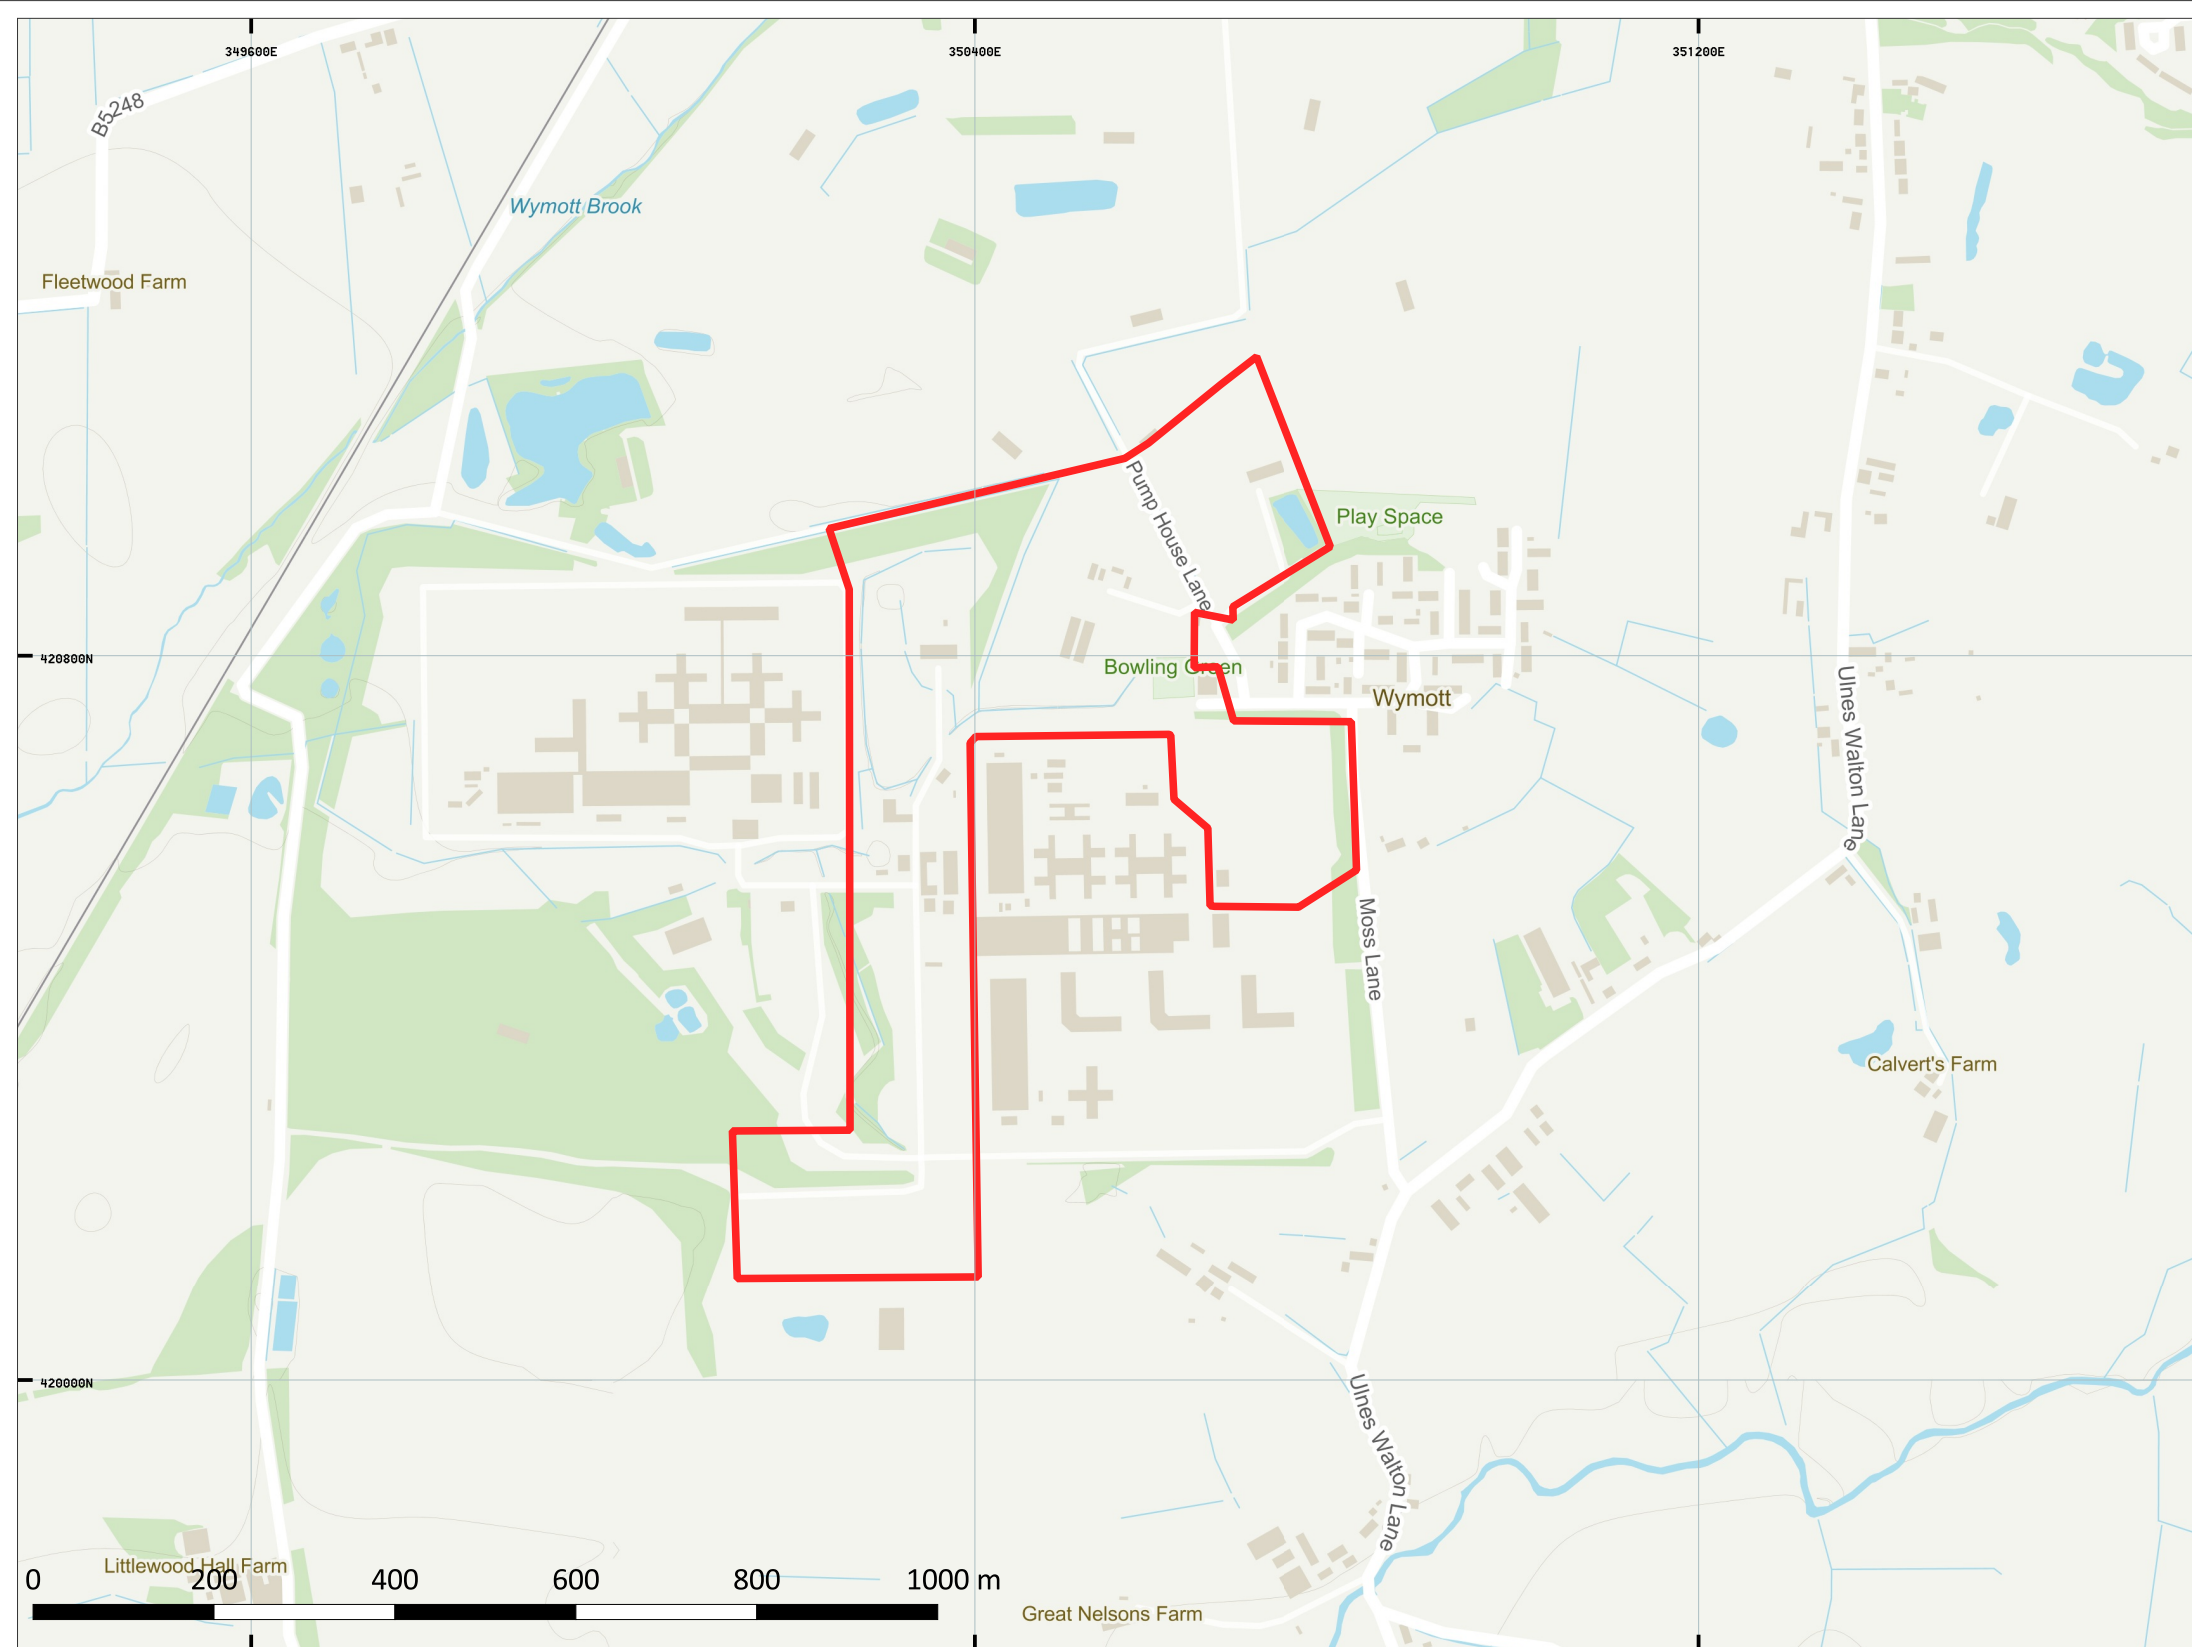 349600E
350400E
351200E
B5248
Wymott Brook
Fleetwood Farm
Pump House Lane
Play Space
420800N
Bowling Green
Wymott
Ulnes Walton Lane
Moss Lane
Calvert's Farm
420000N
Ulnes Walton Lane
Littlewood Hall Farm
0 200 400 600 800 1000 m
Great Nelsons Farm